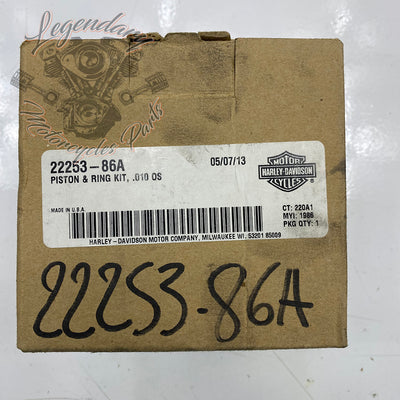 Legendary
Motorcycles Parts
22253-86A
PISTON & RING KIT, .010 OS
05/07/13
MOTOR
HARLEY-DAVIDSON
CYCLES
MADE IN U.S.A.
CT: 220A1
MYI: 1986
PKG QTY: 1
HARLEY-DAVIDSON MOTOR COMPANY, MILWAUKEE WI. 53201 85009
22253-86A